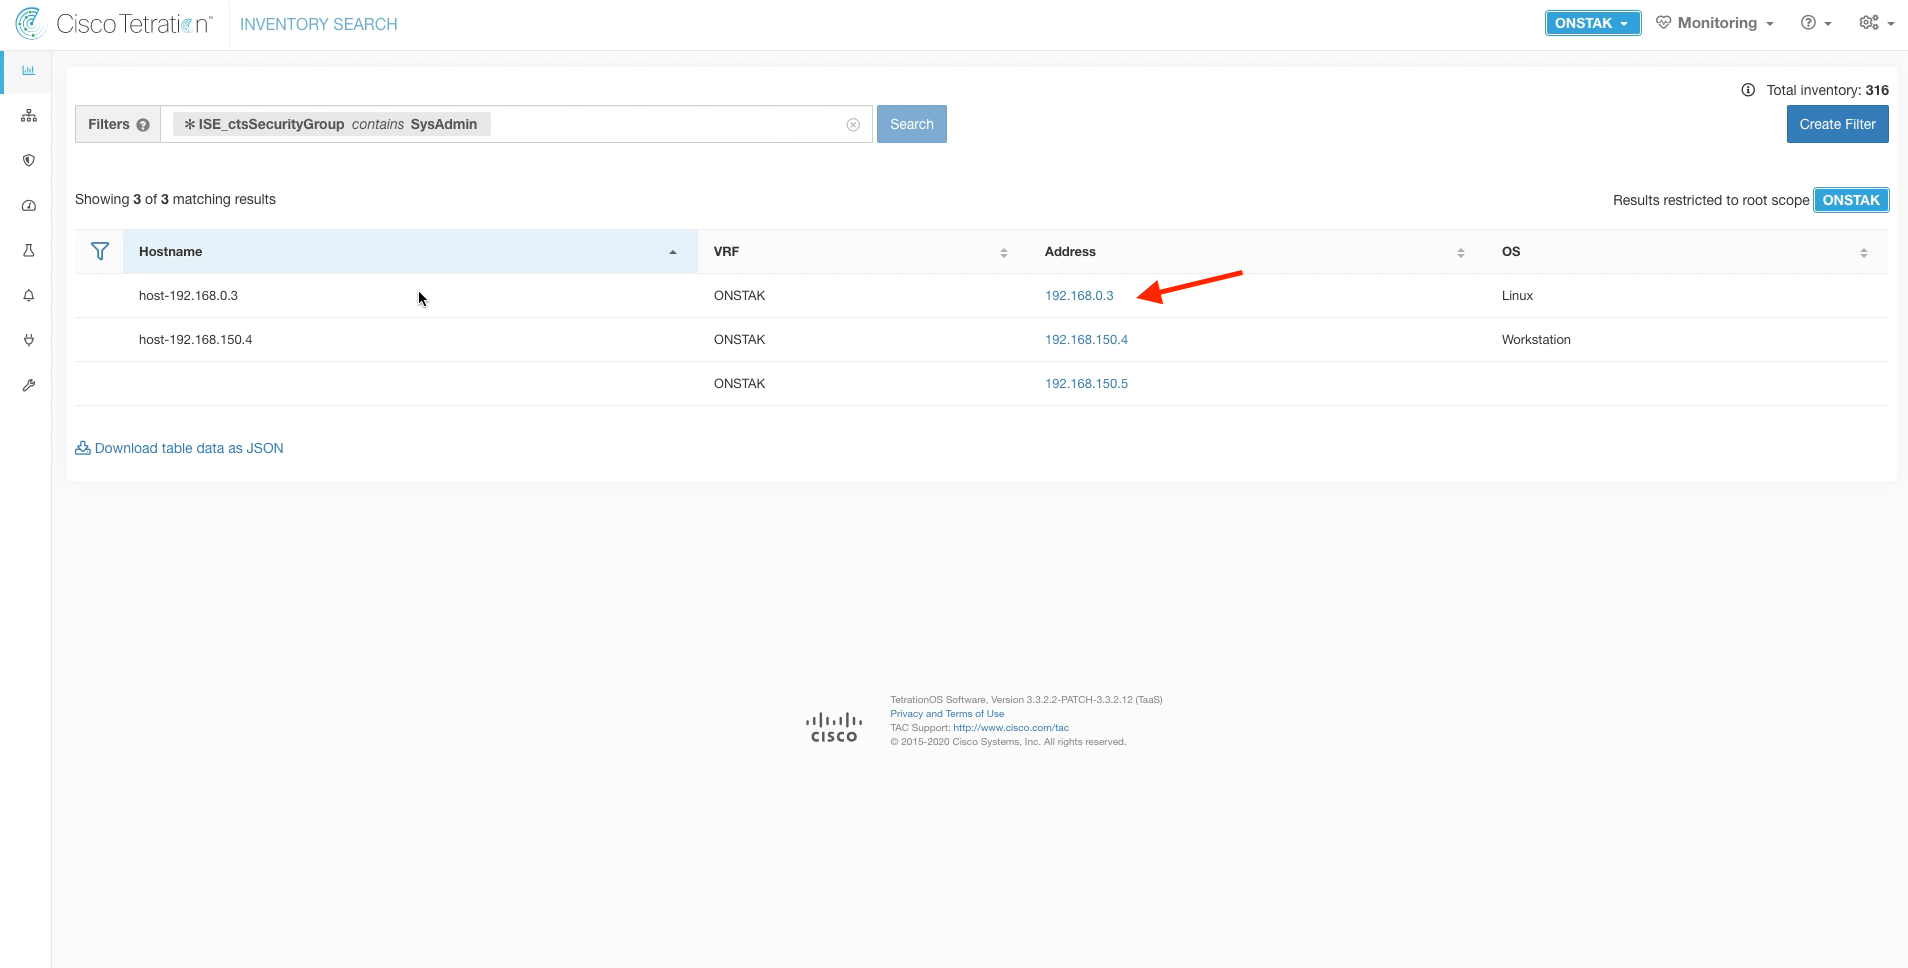 Cisco Tetration™ INVENTORY SEARCH ONSTAK Monitoring
Total inventory: 316
Filters ✻ ISE_ctsSecurityGroup contains SysAdmin Search Create Filter
Showing 3 of 3 matching results Results restricted to root scope ONSTAK
Hostname VRF Address OS
host-192.168.0.3 ONSTAK 192.168.0.3 Linux
host-192.168.150.4 ONSTAK 192.168.150.4 Workstation
ONSTAK 192.168.150.5
Download table data as JSON
TetrationOS Software, Version 3.3.2.2-PATCH-3.3.2.12 (TaaS)
Privacy and Terms of Use
TAC Support: http://www.cisco.com/tac
© 2015-2020 Cisco Systems, Inc. All rights reserved.
CISCO